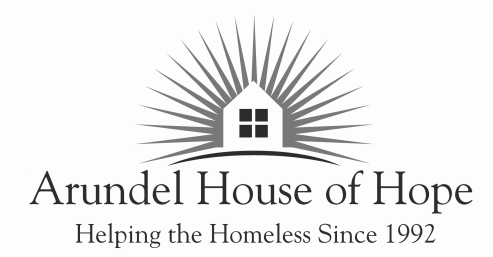 Arundel House of Hope
Helping the Homeless Since 1992